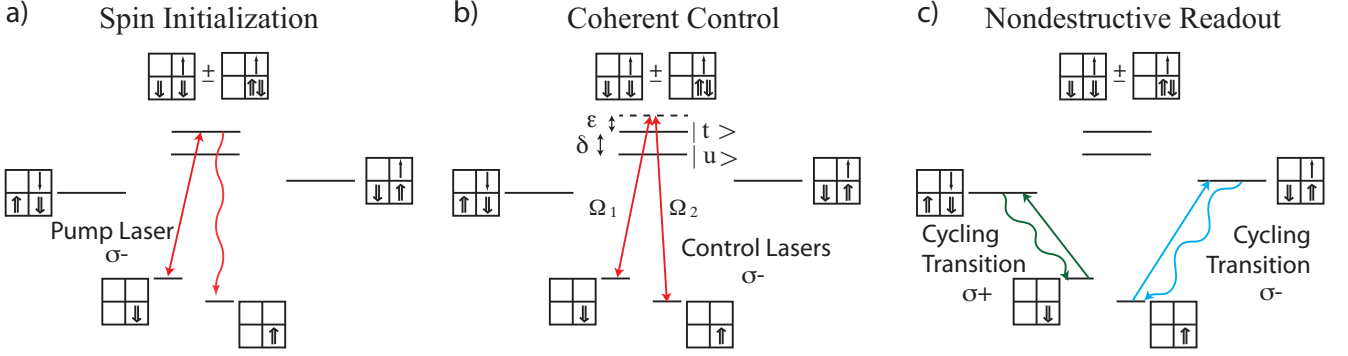 a)
Spin Initialization
↑
⇓ ⇓
±
↑
⇑⇓
↓
⇑ ⇓
↑
⇓ ⇑
Pump Laser
σ-
⇓
⇑
b)
Coherent Control
↑
⇓ ⇓
±
↑
⇑⇓
ε
δ
| t >
| u >
↓
⇑ ⇓
↑
⇓ ⇑
Ω 1
Ω 2
Control Lasers
σ-
⇓
⇑
c)
Nondestructive Readout
↑
⇓ ⇓
±
↑
⇑⇓
↓
⇑ ⇓
↑
⇓ ⇑
Cycling
Transition
σ+
Cycling
Transition
σ-
⇓
⇑